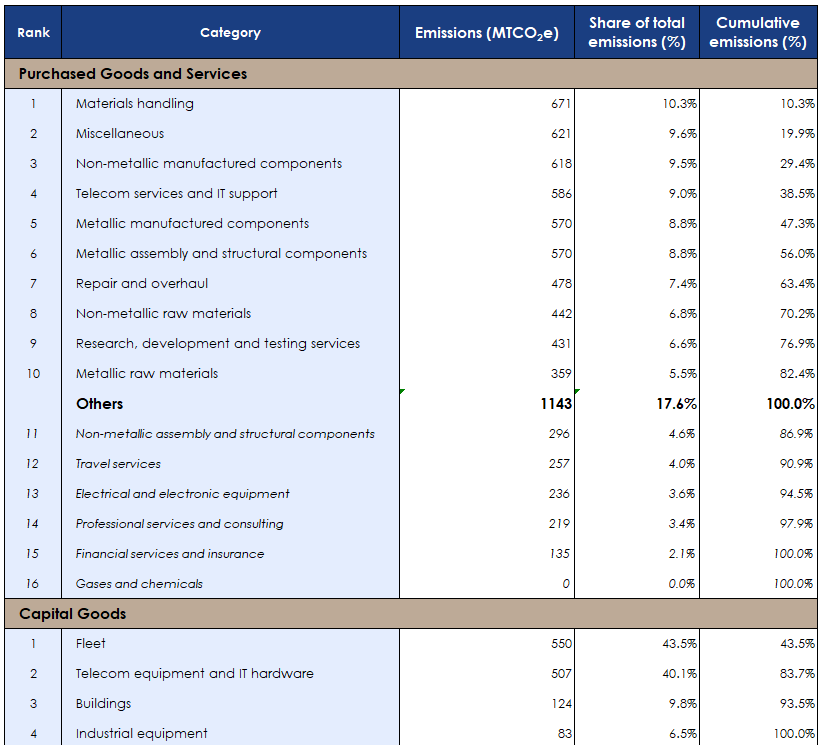 Rank Category Emissions (MTCO₂e) Share of total emissions (%) Cumulative emissions (%)
Purchased Goods and Services
1 Materials handling 671 10.3% 10.3%
2 Miscellaneous 621 9.6% 19.9%
3 Non-metallic manufactured components 618 9.5% 29.4%
4 Telecom services and IT support 586 9.0% 38.5%
5 Metallic manufactured components 570 8.8% 47.3%
6 Metallic assembly and structural components 570 8.8% 56.0%
7 Repair and overhaul 478 7.4% 63.4%
8 Non-metallic raw materials 442 6.8% 70.2%
9 Research, development and testing services 431 6.6% 76.9%
10 Metallic raw materials 359 5.5% 82.4%
Others 1143 17.6% 100.0%
11 Non-metallic assembly and structural components 296 4.6% 86.9%
12 Travel services 257 4.0% 90.9%
13 Electrical and electronic equipment 236 3.6% 94.5%
14 Professional services and consulting 219 3.4% 97.9%
15 Financial services and insurance 135 2.1% 100.0%
16 Gases and chemicals 0 0.0% 100.0%
Capital Goods
1 Fleet 550 43.5% 43.5%
2 Telecom equipment and IT hardware 507 40.1% 83.7%
3 Buildings 124 9.8% 93.5%
4 Industrial equipment 83 6.5% 100.0%